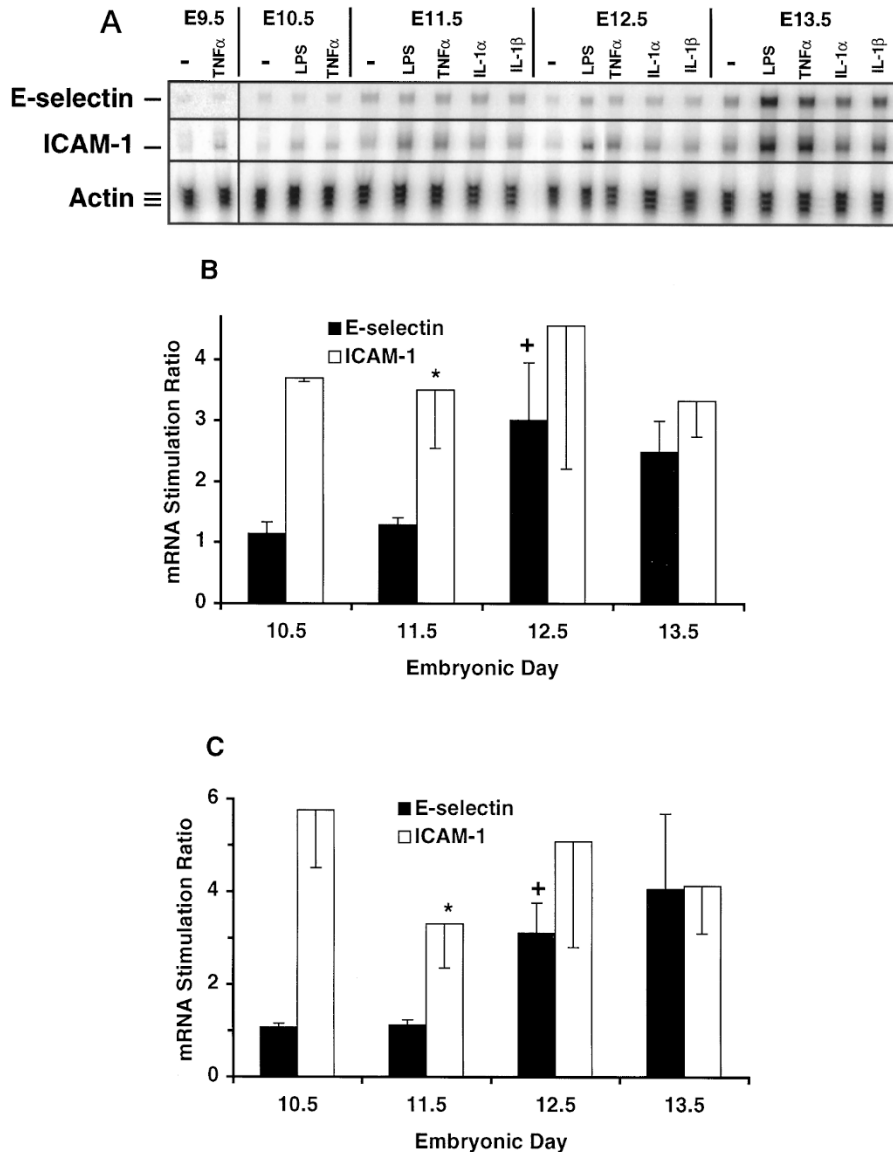 A
E9.5 E10.5 E11.5 E12.5 E13.5
- TNFα - LPS TNFα - LPS TNFα IL-1α IL-1β - LPS TNFα IL-1α IL-1β - LPS TNFα IL-1α IL-1β
E-selectin
ICAM-1
Actin
B
E-selectin
ICAM-1
+
*
mRNA Stimulation Ratio
4
3
2
1
0
10.5 11.5 12.5 13.5
Embryonic Day
C
E-selectin
ICAM-1
+
*
mRNA Stimulation Ratio
6
4
2
0
10.5 11.5 12.5 13.5
Embryonic Day